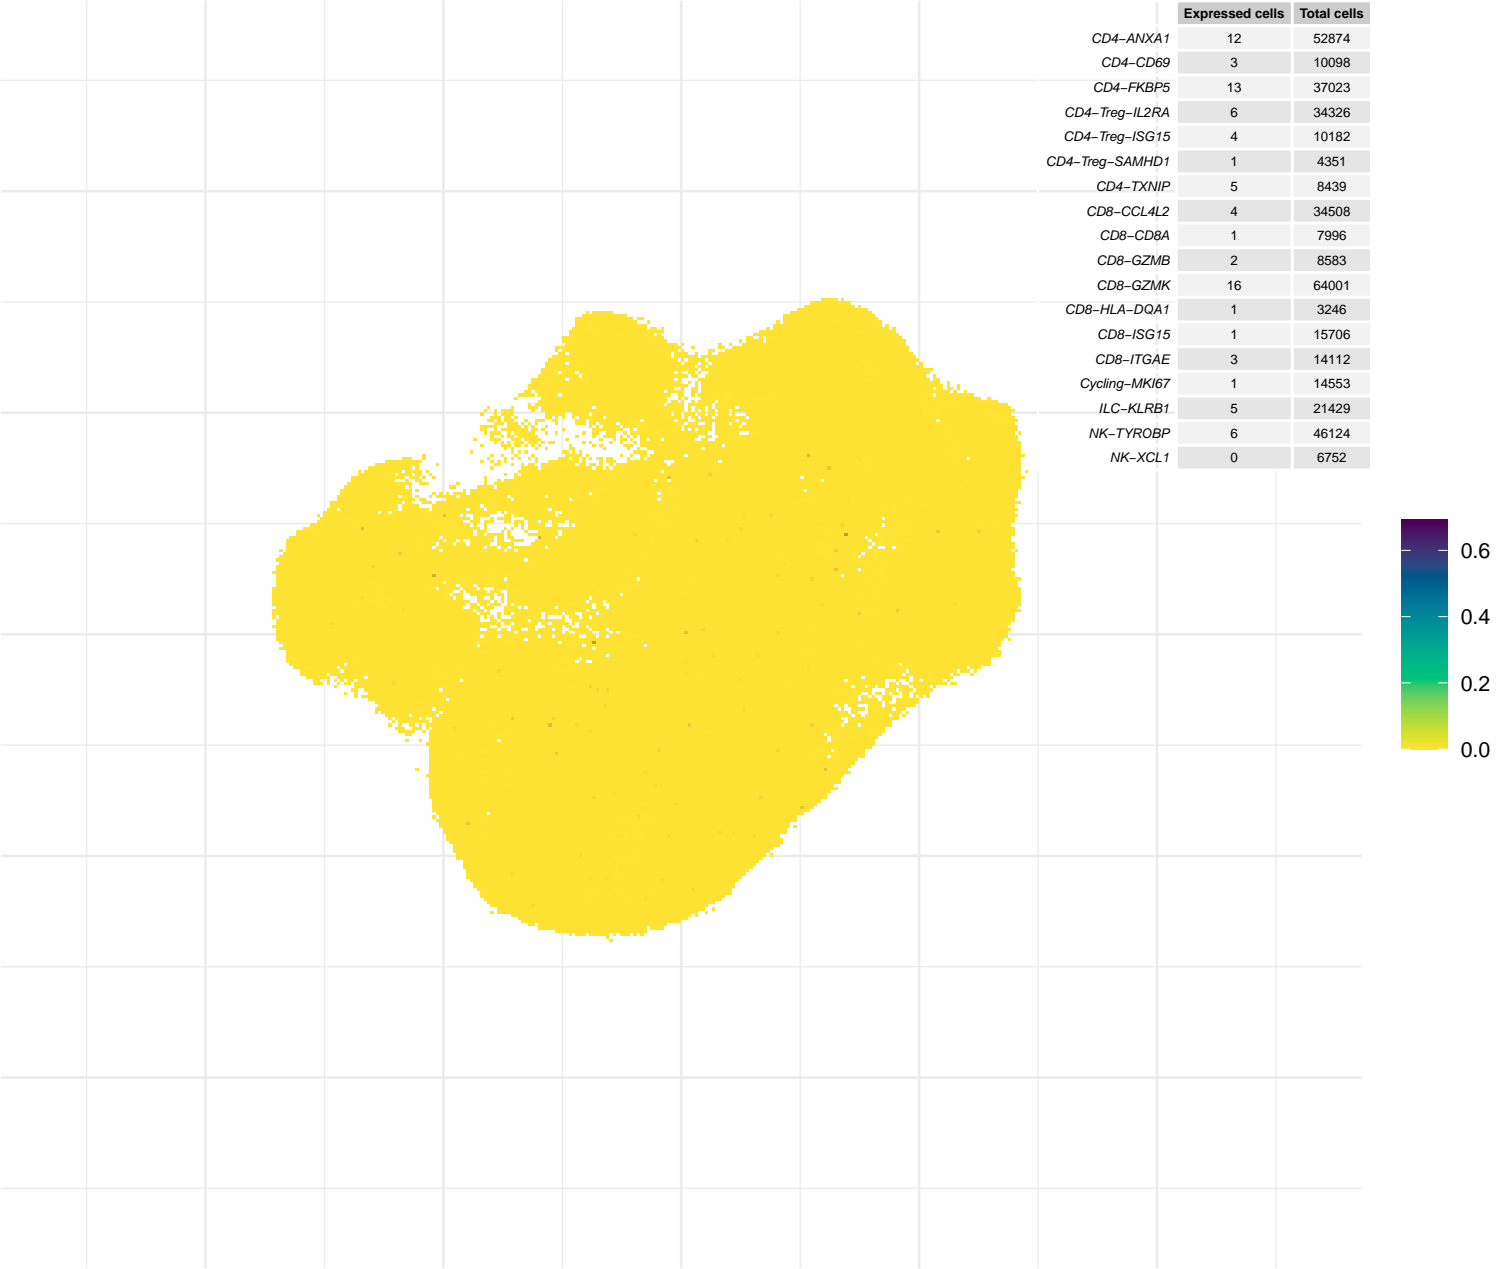 Expressed cells Total cells
CD4−ANXA1 12 52874
CD4−CD69 3 10098
CD4−FKBP5 13 37023
CD4−Treg−IL2RA 6 34326
CD4−Treg−ISG15 4 10182
CD4−Treg−SAMHD1 1 4351
CD4−TXNIP 5 8439
CD8−CCL4L2 4 34508
CD8−CD8A 1 7996
CD8−GZMB 2 8583
CD8−GZMK 16 64001
CD8−HLA−DQA1 1 3246
CD8−ISG15 1 15706
CD8−ITGAE 3 14112
Cycling−MKI67 1 14553
ILC−KLRB1 5 21429
NK−TYROBP 6 46124
NK−XCL1 0 6752
0.6
0.4
0.2
0.0